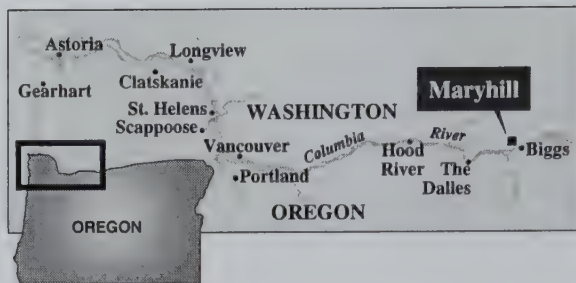 Astoria
Longview
Clatskanie
Gearhart
St. Helens
Scappoose
WASHINGTON
Vancouver
Columbia
River
Portland
Hood
River
The
Dalles
Maryhill
Biggs
OREGON
OREGON